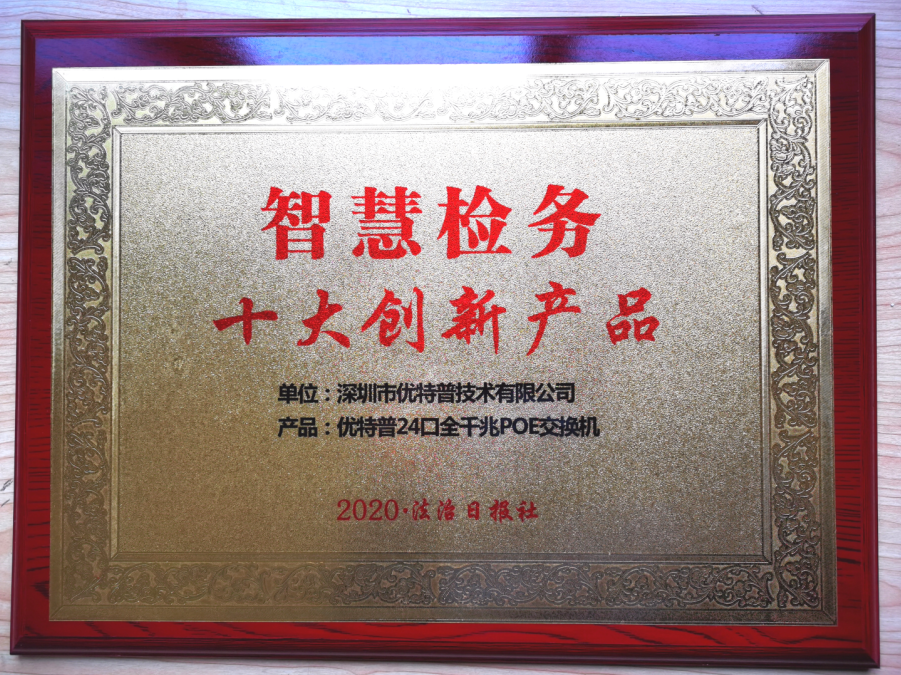 智慧检务
十大创新产品
单位：深圳市优特普技术有限公司
产品：优特普24口全千兆POE交换机
2020·法治日报社